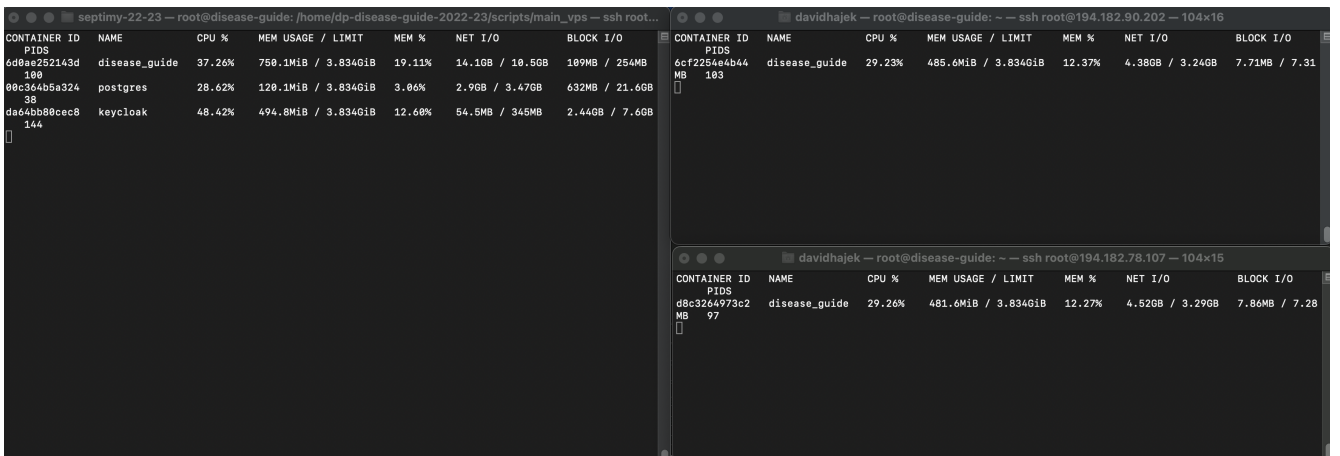 septimy-22-23 — root@disease-guide: /home/dp-disease-guide-2022-23/scripts/main_vps — ssh root...
CONTAINER ID NAME CPU % MEM USAGE / LIMIT MEM % NET I/O BLOCK I/O
PIDS
6d0ae252143d disease_guide 37.26% 750.1MiB / 3.834GiB 19.11% 14.1GB / 10.5GB 109MB / 254MB
100
00c364b5a324 postgres 28.62% 120.1MiB / 3.834GiB 3.06% 2.9GB / 3.47GB 632MB / 21.6GB
38
da64bb80cec8 keycloak 48.42% 494.8MiB / 3.834GiB 12.60% 54.5MB / 345MB 2.44GB / 7.6GB
144
davidhajek — root@disease-guide: ~ — ssh root@194.182.90.202 — 104×16
CONTAINER ID NAME CPU % MEM USAGE / LIMIT MEM % NET I/O BLOCK I/O
PIDS
6cf2254e4b44 disease_guide 29.23% 485.6MiB / 3.834GiB 12.37% 4.38GB / 3.24GB 7.71MB / 7.31
MB 103
davidhajek — root@disease-guide: ~ — ssh root@194.182.78.107 — 104×15
CONTAINER ID NAME CPU % MEM USAGE / LIMIT MEM % NET I/O BLOCK I/O
PIDS
d8c3264973c2 disease_guide 29.26% 481.6MiB / 3.834GiB 12.27% 4.52GB / 3.29GB 7.86MB / 7.28
MB 97